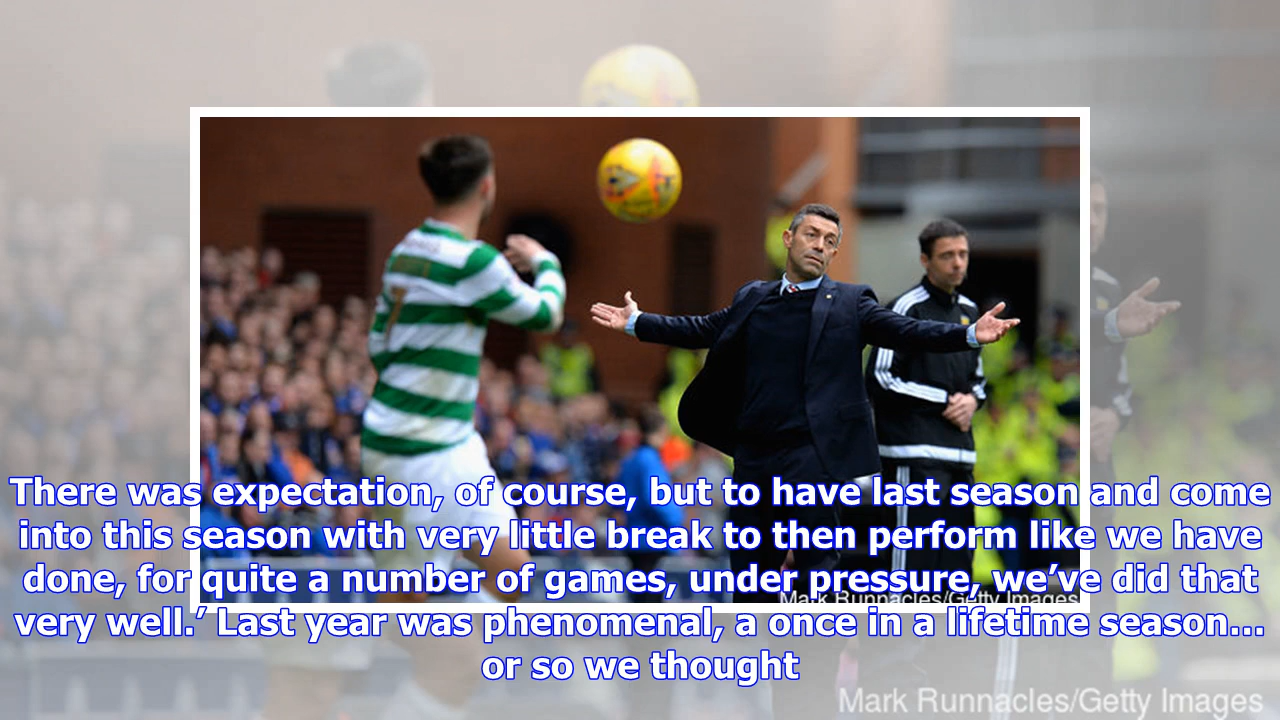 There was expectation, of course, but to have last season and come
into this season with very little break to then perform like we have
done, for quite a number of games, under pressure, we’ve did that
very well.’ Last year was phenomenal, a once in a lifetime season...
or so we thought
Mark Runnacles/Getty Images
Mark Runnacles/Getty Images